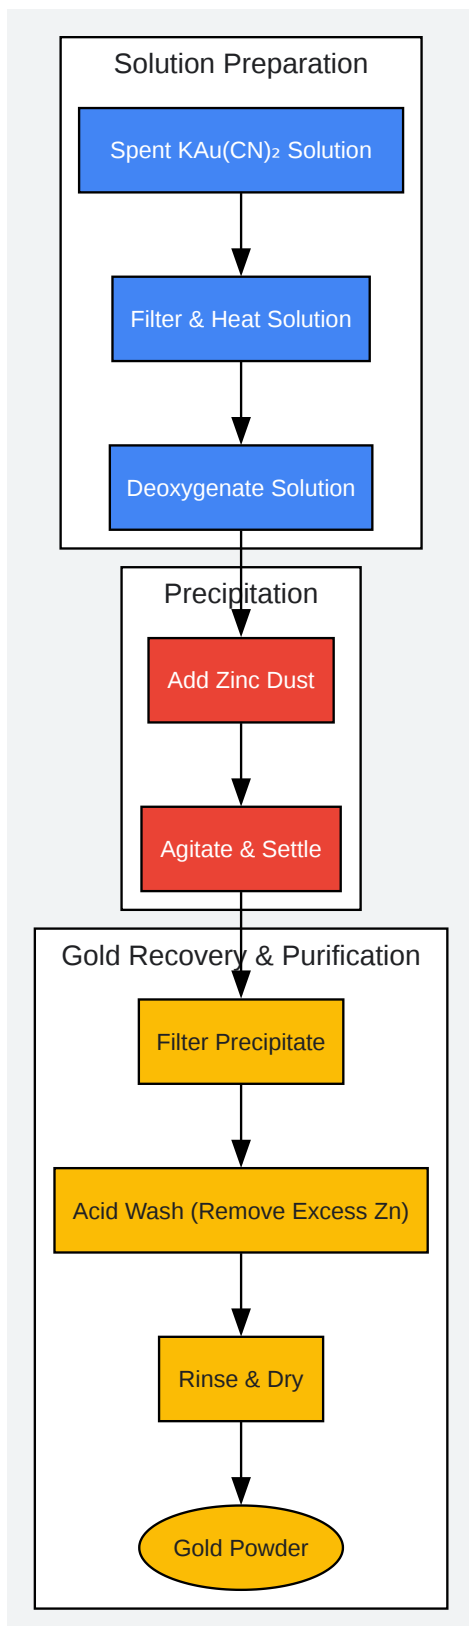 Solution Preparation
Spent KAu(CN)₂ Solution
Filter & Heat Solution
Deoxygenate Solution
Precipitation
Add Zinc Dust
Agitate & Settle
Gold Recovery & Purification
Filter Precipitate
Acid Wash (Remove Excess Zn)
Rinse & Dry
Gold Powder